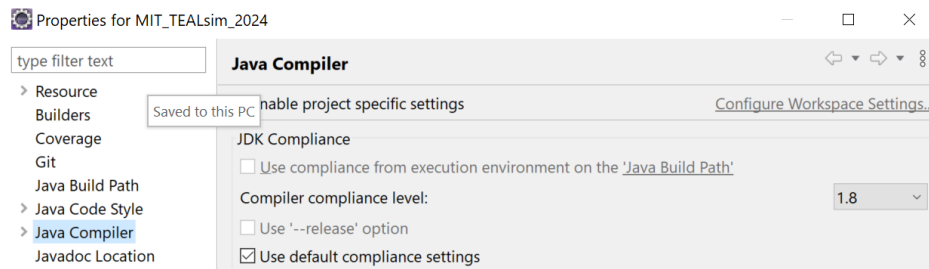 Properties for MIT_TEALsim_2024
type filter text
Resource
Builders
Coverage
Git
Java Build Path
Java Code Style
Java Compiler
Javadoc Location
Saved to this PC
Java Compiler
nable project specific settings
Configure Workspace Settings..
JDK Compliance
Use compliance from execution environment on the 'Java Build Path'
Compiler compliance level:
1.8
Use '--release' option
Use default compliance settings